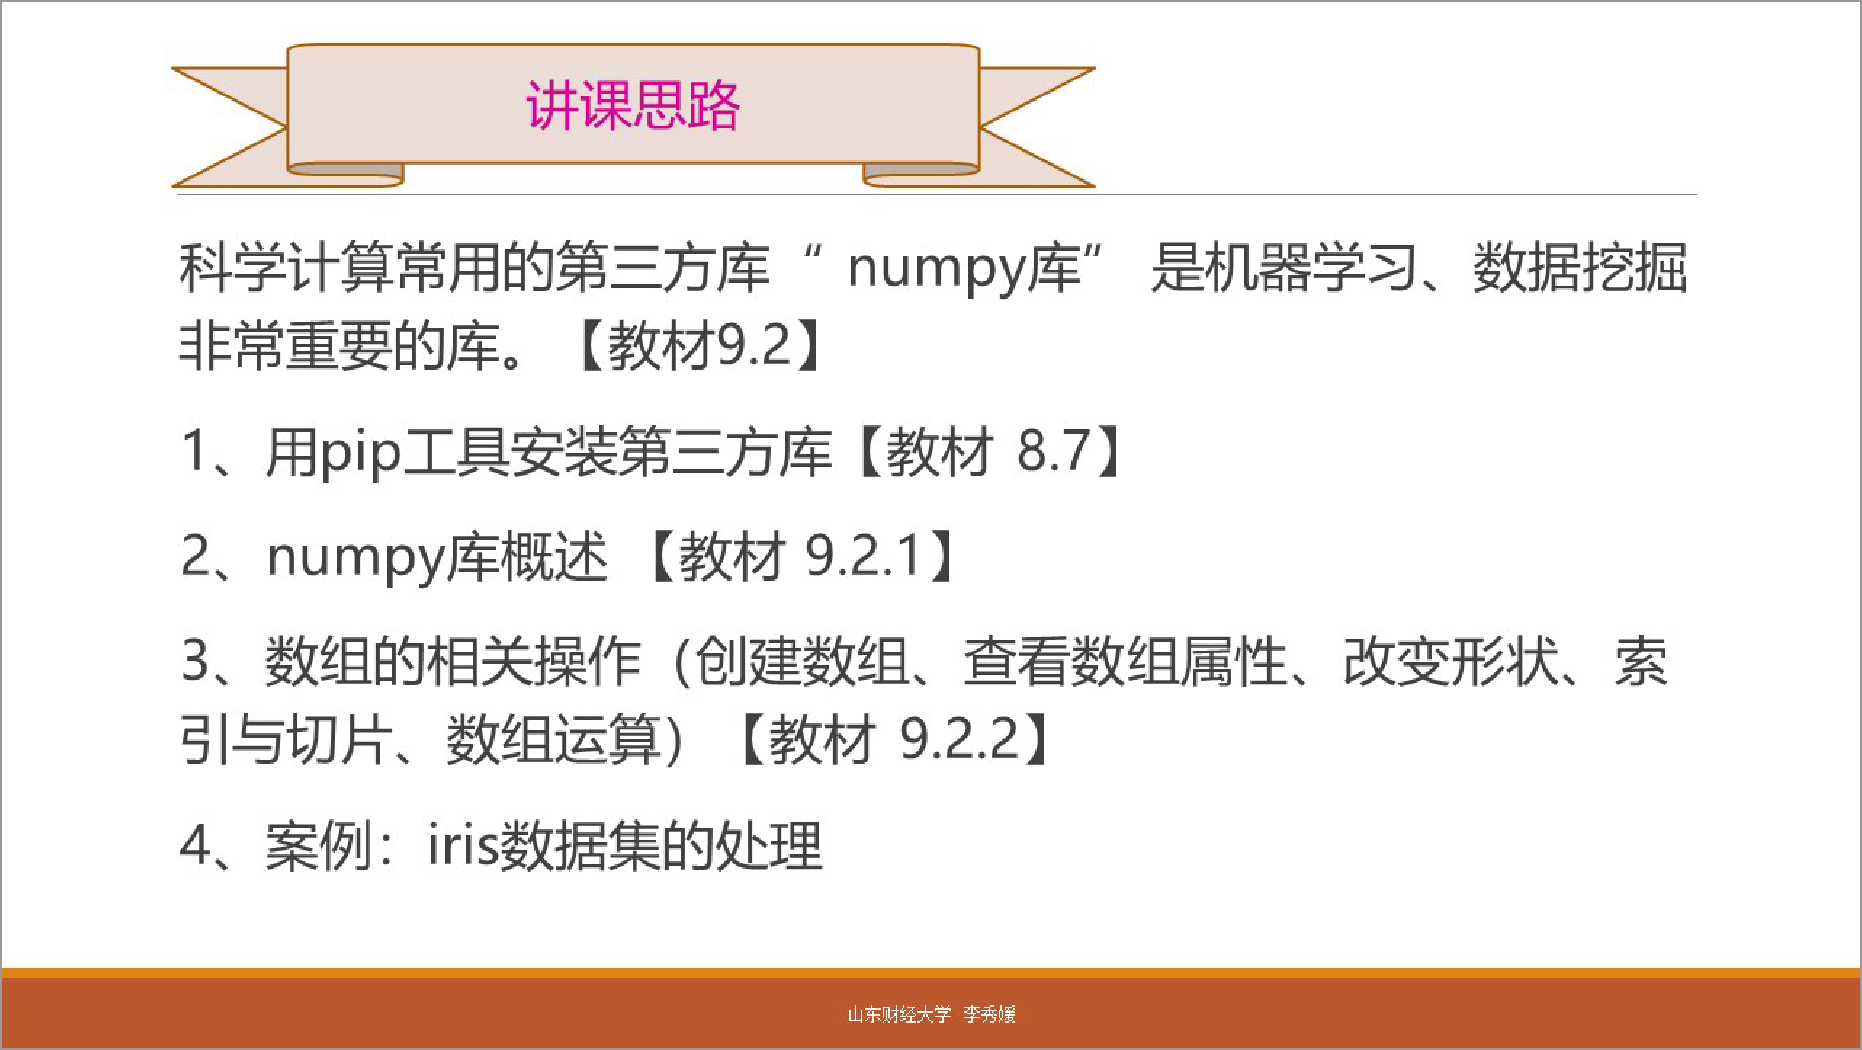 讲课思路
科学计算常用的第三方库“ numpy库” 是机器学习、数据挖掘
非常重要的库。【教材9.2】
1、用pip工具安装第三方库【教材 8.7】
2、numpy库概述 【教材 9.2.1】
3、数组的相关操作（创建数组、查看数组属性、改变形状、索
引与切片、数组运算）【教材 9.2.2】
4、案例：iris数据集的处理
山东财经大学 李秀媛